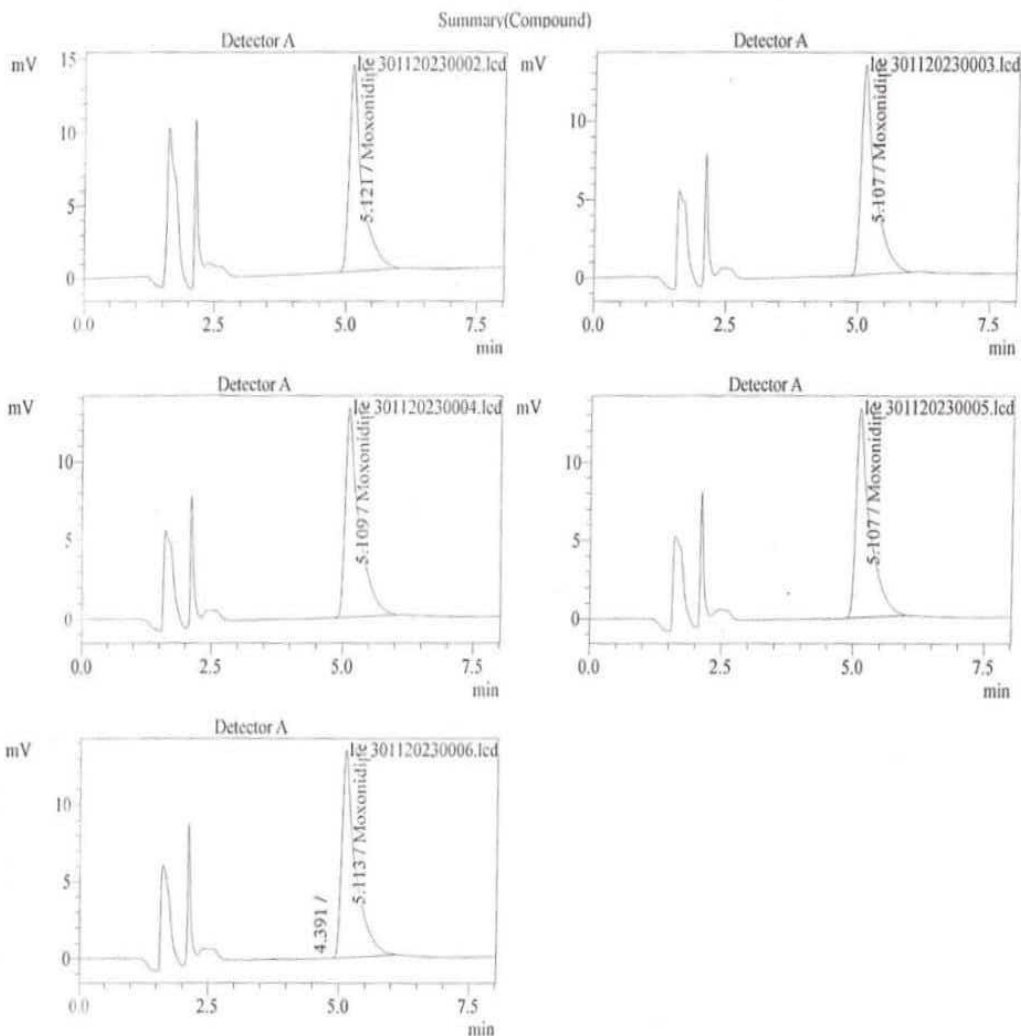 Summary(Compound)
Detector A
mV
lc 301120230002.lcd
15
10
5
0
5.121 / Moxonidine
0.0 2.5 5.0 7.5
min
Detector A
mV
lc 301120230003.lcd
10
5
0
5.107 / Moxonidine
0.0 2.5 5.0 7.5
min
Detector A
mV
lc 301120230004.lcd
10
5
0
5.109 / Moxonidine
0.0 2.5 5.0 7.5
min
Detector A
mV
lc 301120230005.lcd
10
5
0
5.107 / Moxonidine
0.0 2.5 5.0 7.5
min
Detector A
mV
lc 301120230006.lcd
10
5
0
4.391 /
5.113 / Moxonidine
0.0 2.5 5.0 7.5
min